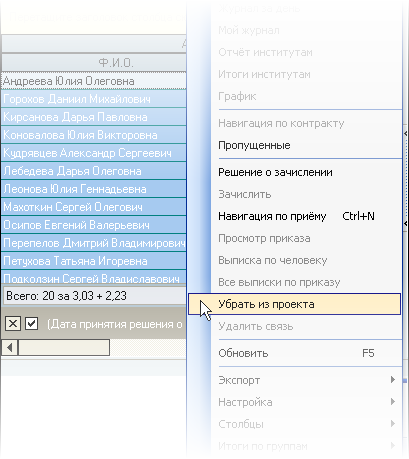 А
Ф.И.О.
Андреева Юлия Олеговна
Горохов Даниил Михайлович
Кирсанова Дарья Павловна
Коновалова Юлия Викторовна
Кудрявцев Александр Сергеевич
Лебедева Дарья Олеговна
Леонова Юлия Геннадьевна
Махоткин Сергей Олегович
Осипов Евгений Валерьевич
Перепелов Дмитрий Владимирович
Петухова Татьяна Игоревна
Подколзин Сергей Владиславович
Всего: 20 за 3,03 + 2,23
(Дата принятия решения о
Мой журнал
Отчёт институтам
Итоги институтам
График
Навигация по контракту
Пропущенные
Решение о зачислении
Зачислить
Навигация по приёму Ctrl+N
Просмотр приказа
Выписка по человеку
Все выписки по приказу
Убрать из проекта
Удалить связь
Обновить F5
Экспорт
Настройка
Столбцы
Итоги по группам